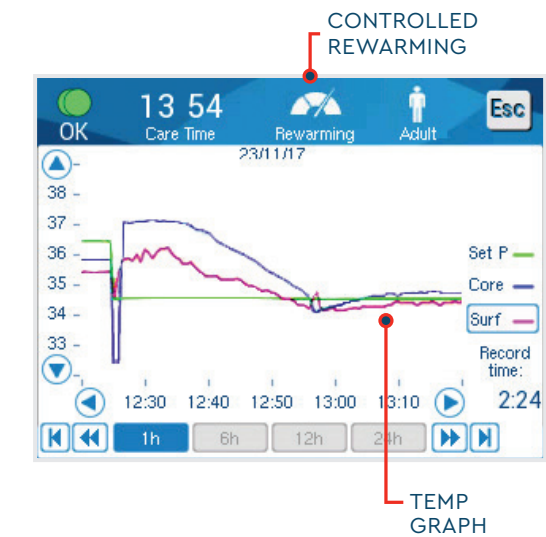 CONTROLLED
REWARMING
OK
13 54
Care Time
Rewarming
Adult
Esc
23/11/17
38
37
36
35
34
33
Set P
Core
Surf
Record
time:
2:24
12:30 12:40 12:50 13:00 13:10
1h 6h 12h 24h
TEMP
GRAPH